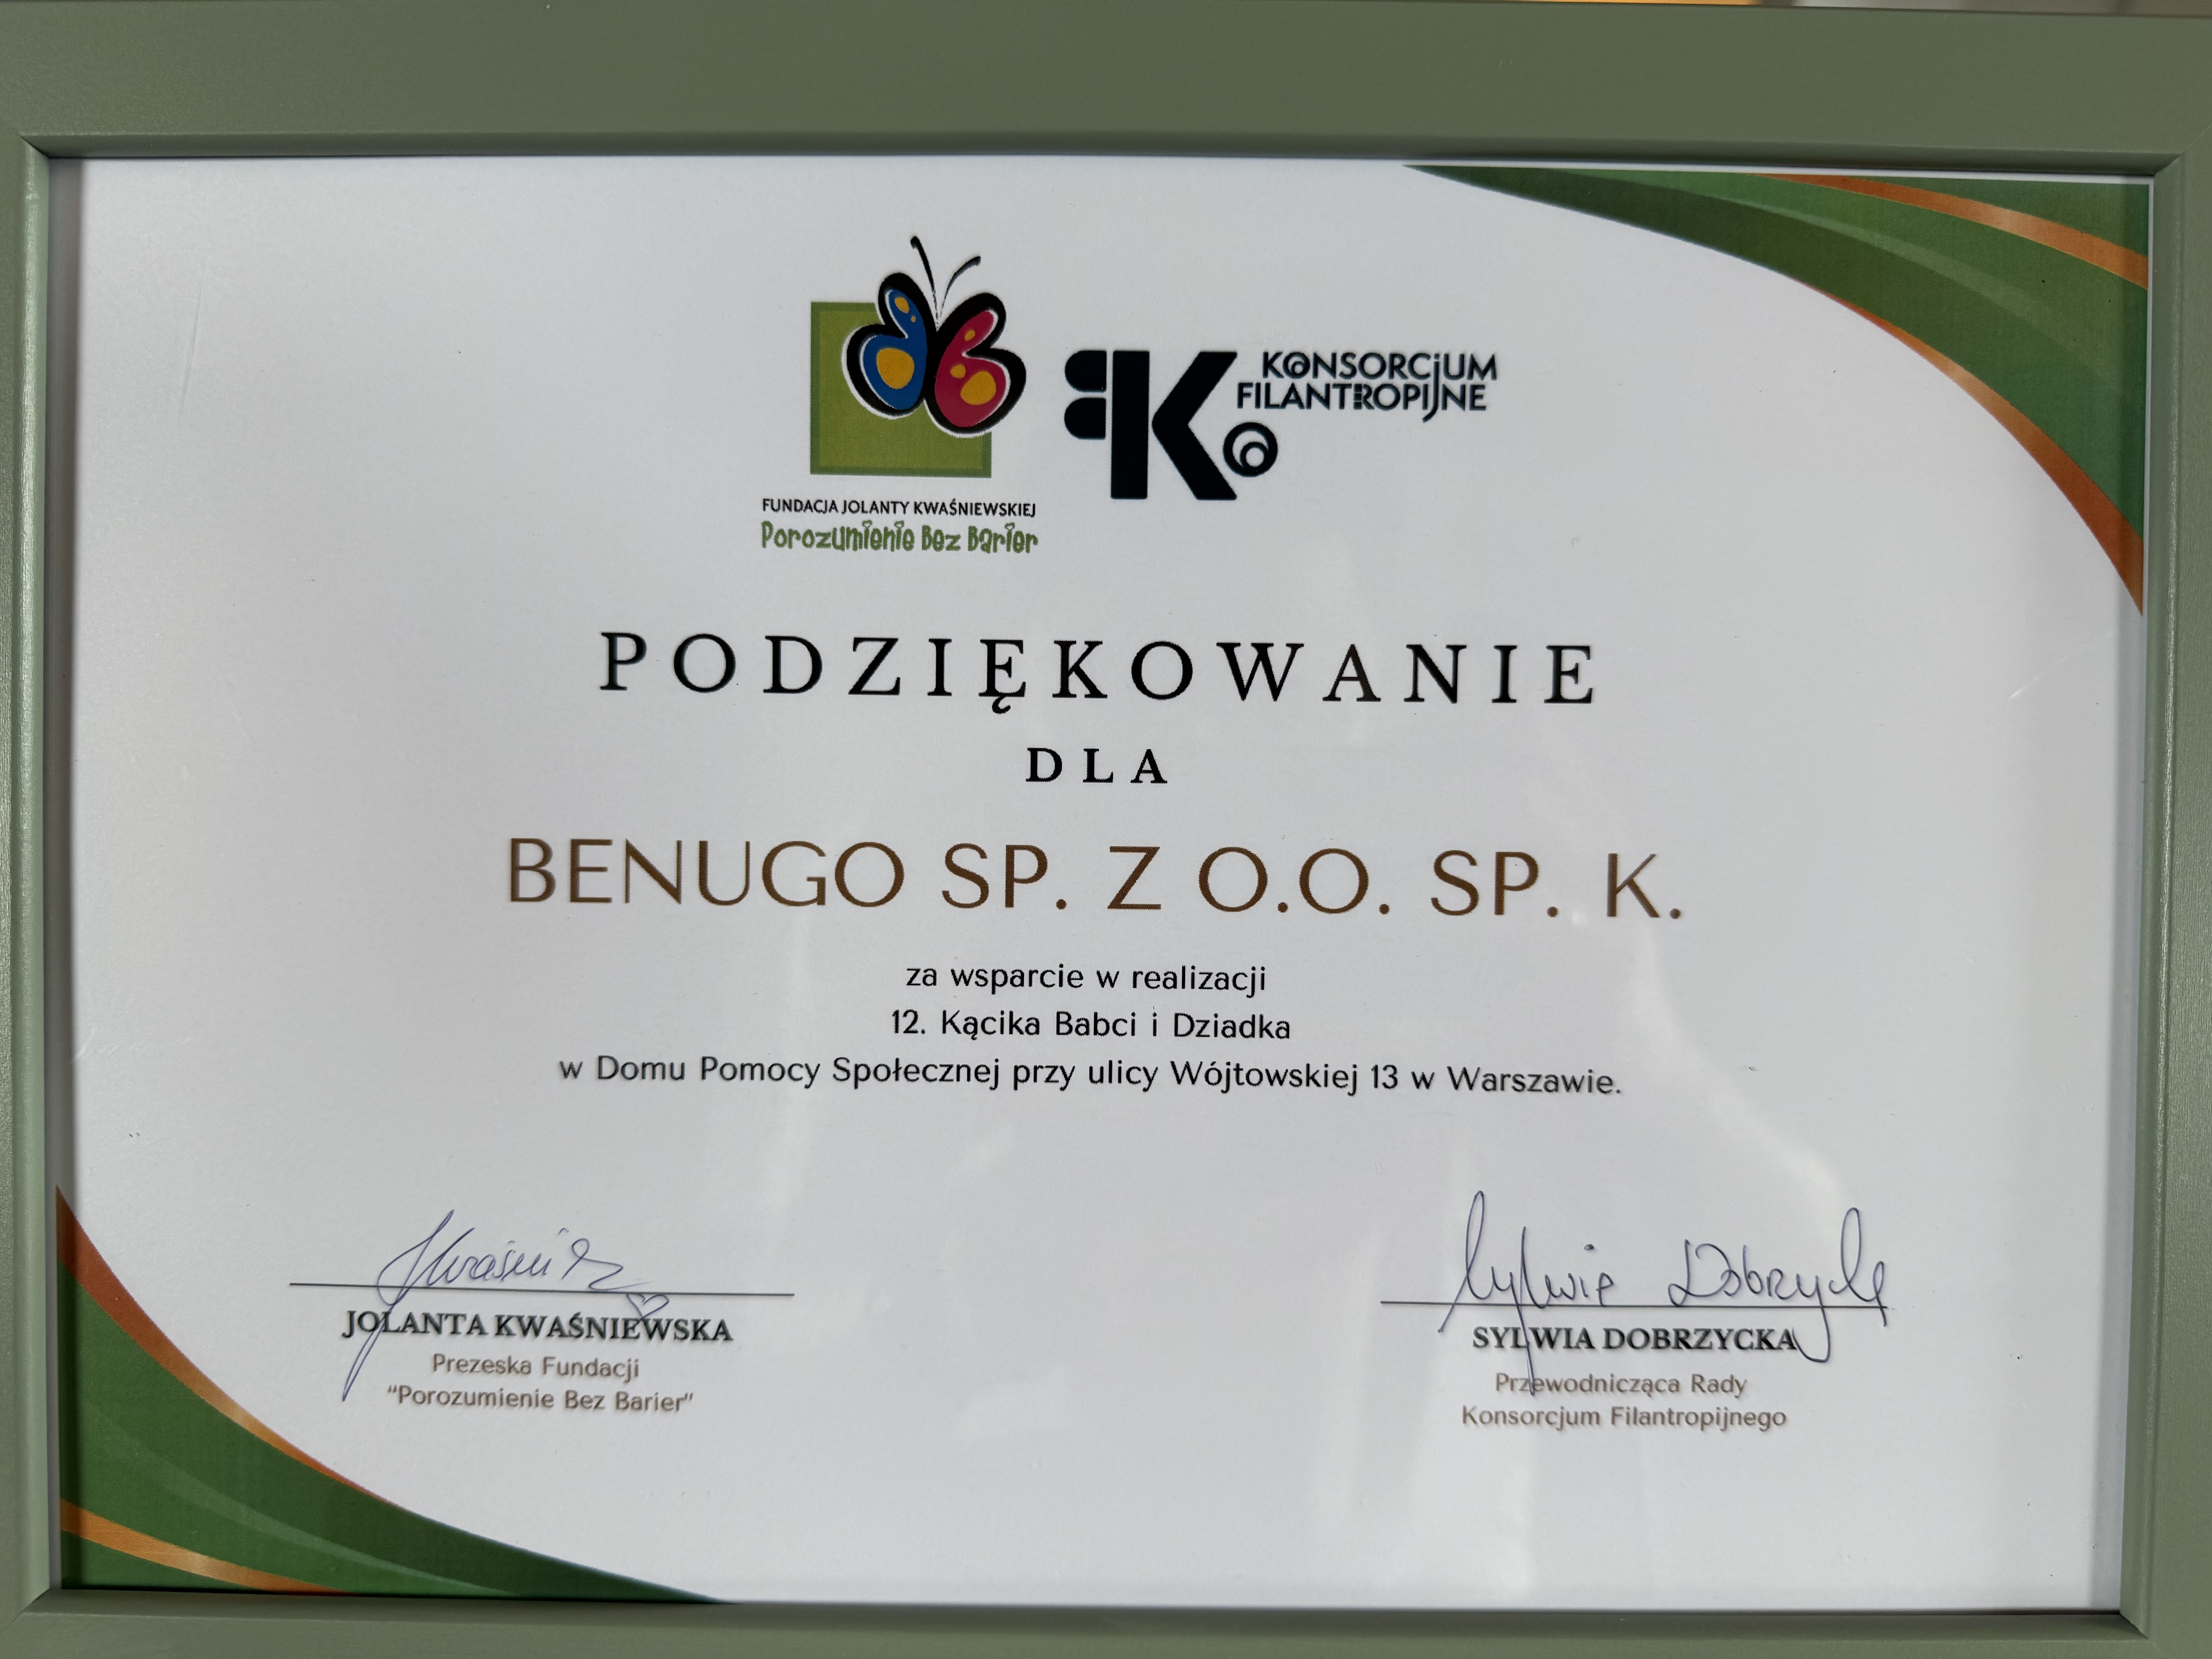 KONSORCJUM
FILANTROPIJNE
FUNDACJA JOLANTY KWAŚNIEWSKIEJ
Porozumienie Bez Barier
PODZIĘKOWANIE
DLA
BENUGO SP. Z O.O. SP. K.
za wsparcie w realizacji
12. Kącika Babci i Dziadka
w Domu Pomocy Społecznej przy ulicy Wójtowskiej 13 w Warszawie.
Sylwia Dobrzycka
JOLANTA KWAŚNIEWSKA
Prezeska Fundacji
"Porozumienie Bez Barier"
SYLWIA DOBRZYCKA
Przewodnicząca Rady
Konsorcjum Filantropijnego